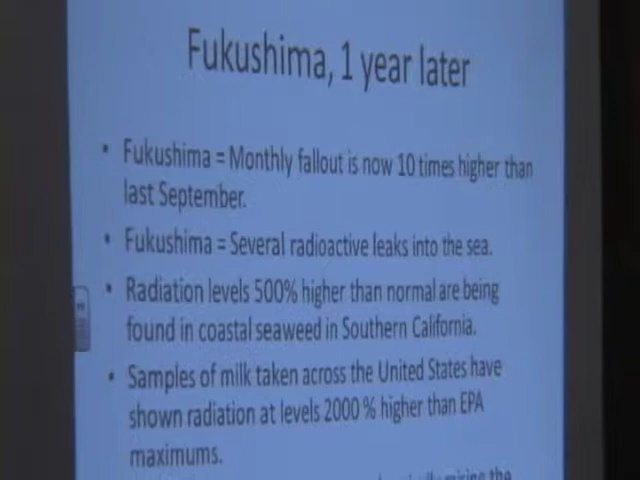 Fukushima, 1 year later
• Fukushima = Monthly fallout is now 10 times higher than
last September.
• Fukushima = Several radioactive leaks into the sea.
• Radiation levels 500% higher than normal are being
found in coastal seaweed in Southern California.
• Samples of milk taken across the United States have
shown radiation at levels 2000 % higher than EPA
maximums.
the